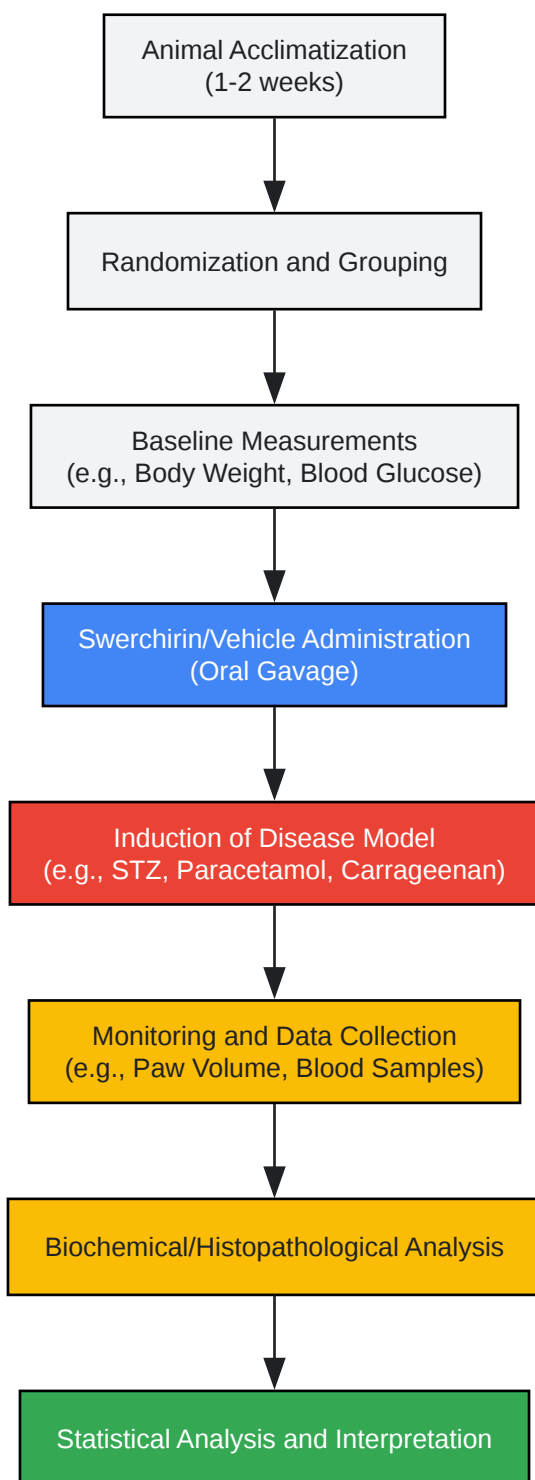 Animal Acclimatization
(1-2 weeks)
Randomization and Grouping
Baseline Measurements
(e.g., Body Weight, Blood Glucose)
Swerchirin/Vehicle Administration
(Oral Gavage)
Induction of Disease Model
(e.g., STZ, Paracetamol, Carrageenan)
Monitoring and Data Collection
(e.g., Paw Volume, Blood Samples)
Biochemical/Histopathological Analysis
Statistical Analysis and Interpretation